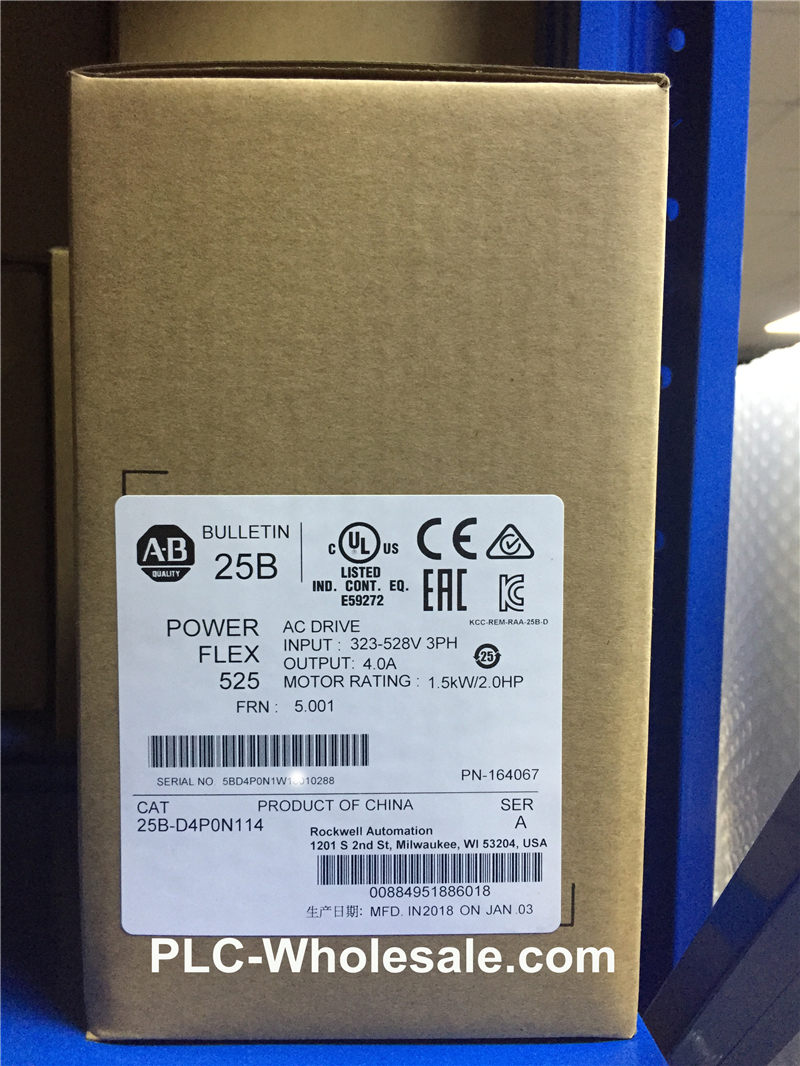 A-B
QUALITY
BULLETIN
25B
C UL US
LISTED
IND. CONT. EQ.
E59272
CE
EAC
KCC-REM-RAA-25B-D
POWER
FLEX
525
AC DRIVE
INPUT : 323-528V 3PH
OUTPUT: 4.0A
MOTOR RATING : 1.5kW/2.0HP
25
FRN : 5.001
SERIAL NO.
PN-164067
CAT
25B-D4P0N114
PRODUCT OF CHINA
SER
A
Rockwell Automation
1201 S 2nd St, Milwaukee, WI 53204, USA
00884951886018
生产日期: MFD. IN2018 ON JAN .03
PLC-Wholesale.com